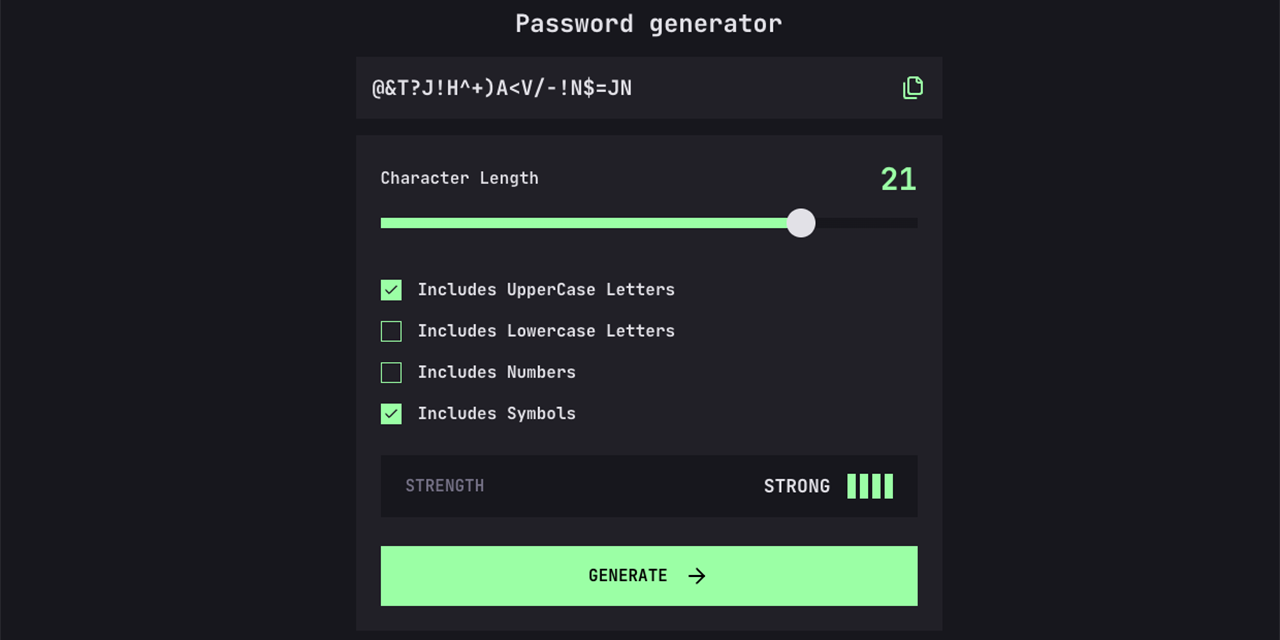 Password generator
@&T?J!H^+)A<V/-!N$=JN
Character Length 21
Includes UpperCase Letters
Includes Lowercase Letters
Includes Numbers
Includes Symbols
STRENGTH STRONG
GENERATE →